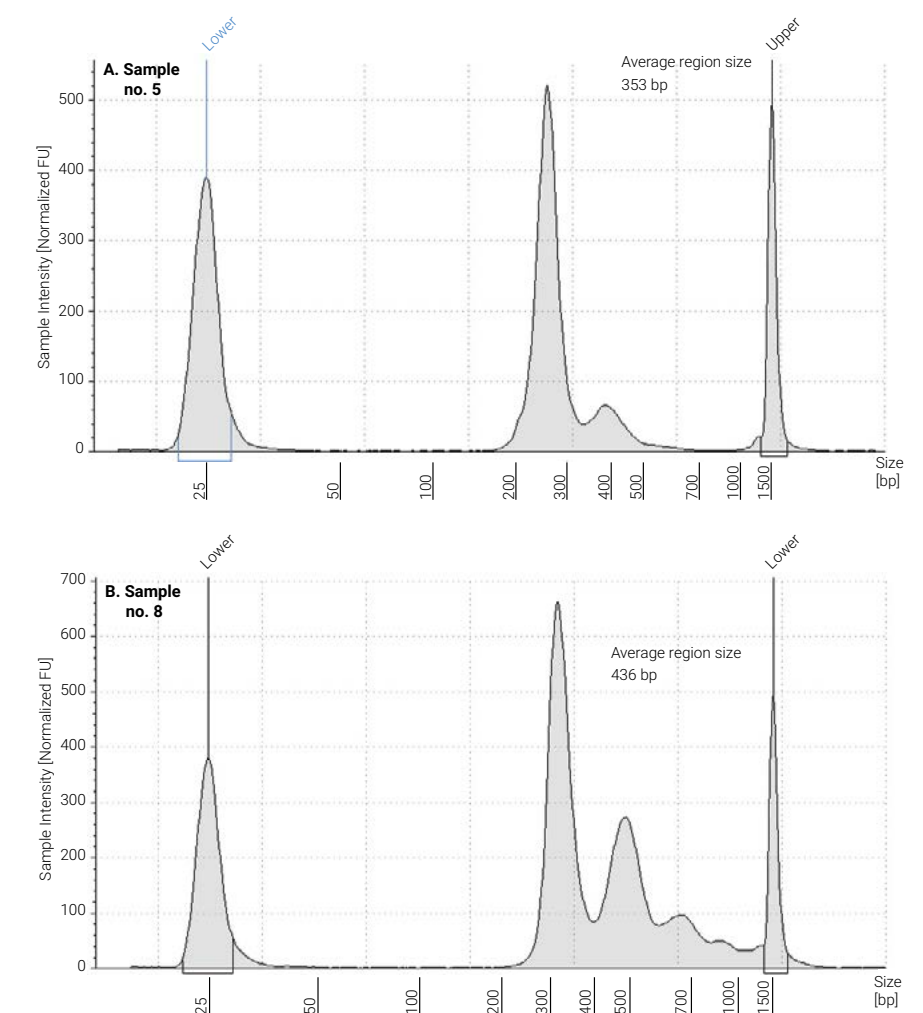 Lower
Upper
A. Sample
no. 5
Average region size
353 bp
Sample Intensity [Normalized FU]
500
400
300
200
100
0
25
50
100
200
300
400
500
700
1000
1500
Size
[bp]
Lower
Lower
B. Sample
no. 8
Average region size
436 bp
Sample Intensity [Normalized FU]
700
600
500
400
300
200
100
0
25
50
100
200
300
400
500
700
1000
1500
Size
[bp]